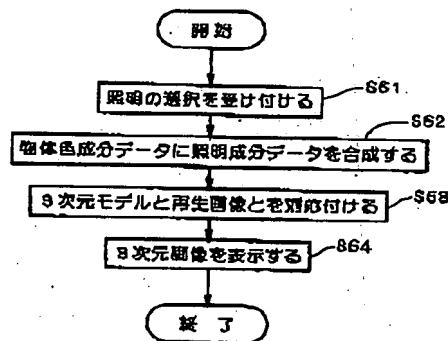 開始
照明の選択を受け付ける
S61
S62
物体色成分データに照明成分データを合成する
3次元モデルと再生画像とを対応付ける
S63
3次元画像を表示する
S64
終了